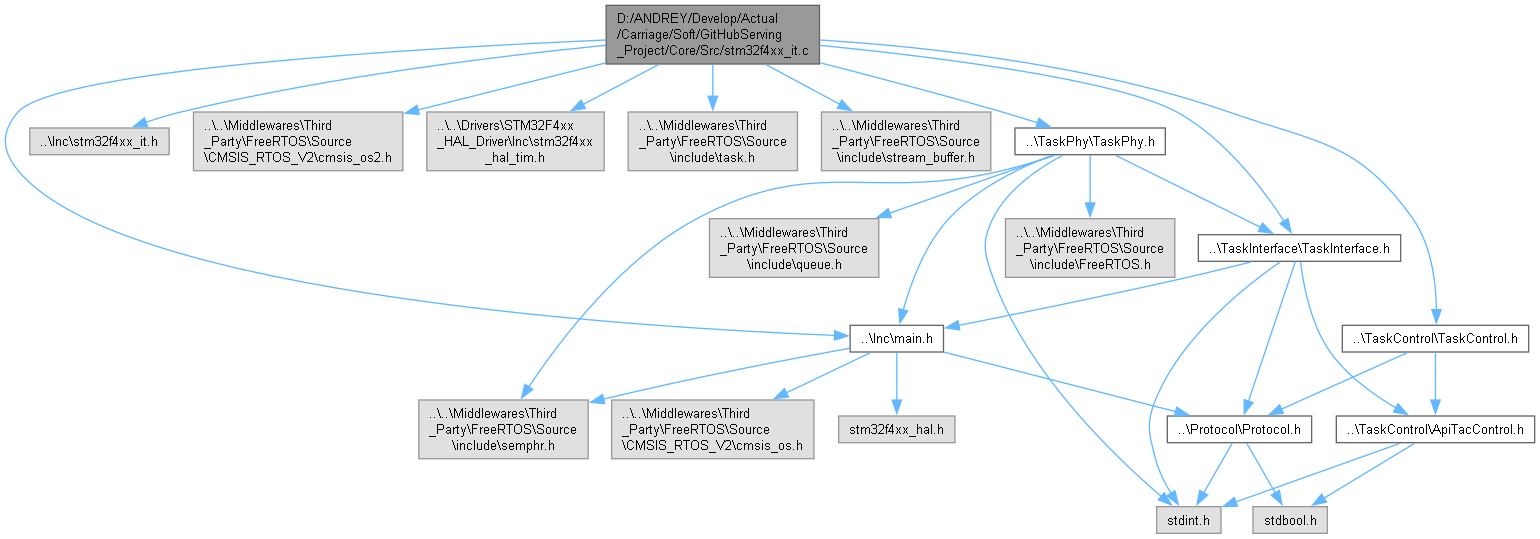 D:/ANDREY/Develop/Actual
/Carriage/Soft/GitHubServing
_Project/Core/Src/stm32f4xx_it.c
..\Inc\stm32f4xx_it.h
..\..\Middlewares\Third
_Party\FreeRTOS\Source
\CMSIS_RTOS_V2\cmsis_os2.h
..\..\Drivers\STM32F4xx
_HAL_Driver\Inc\stm32f4xx
_hal_tim.h
..\..\Middlewares\Third
_Party\FreeRTOS\Source
\include\task.h
..\..\Middlewares\Third
_Party\FreeRTOS\Source
\include\stream_buffer.h
..\TaskPhy\TaskPhy.h
..\..\Middlewares\Third
_Party\FreeRTOS\Source
\include\queue.h
..\..\Middlewares\Third
_Party\FreeRTOS\Source
\include\FreeRTOS.h
..\TaskInterface\TaskInterface.h
..\Inc\main.h
..\TaskControl\TaskControl.h
..\..\Middlewares\Third
_Party\FreeRTOS\Source
\include\semphr.h
..\..\Middlewares\Third
_Party\FreeRTOS\Source
\CMSIS_RTOS_V2\cmsis_os.h
stm32f4xx_hal.h
..\Protocol\Protocol.h
..\TaskControl\ApiTacControl.h
stdint.h
stdbool.h